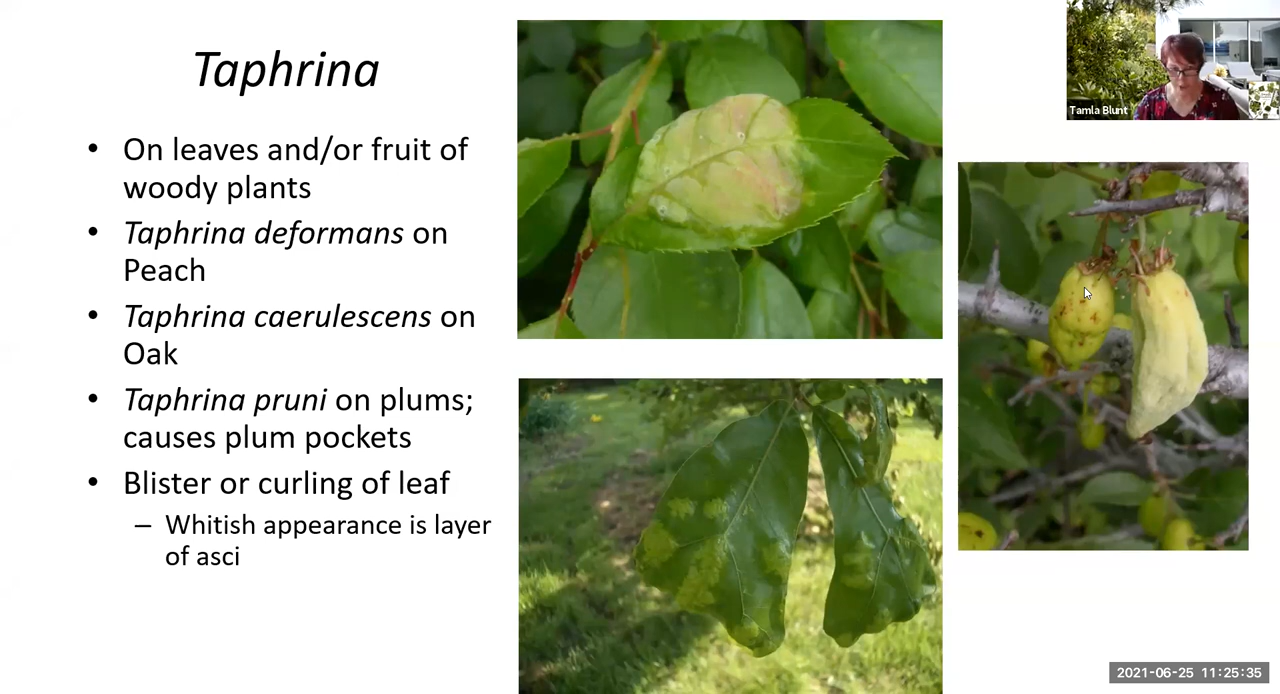 Taphrina
• On leaves and/or fruit of
woody plants
• Taphrina deformans on
Peach
• Taphrina caerulescens on
Oak
• Taphrina pruni on plums;
causes plum pockets
• Blister or curling of leaf
– Whitish appearance is layer
of asci
Tamla Blunt
2021-06-25 11:25:35